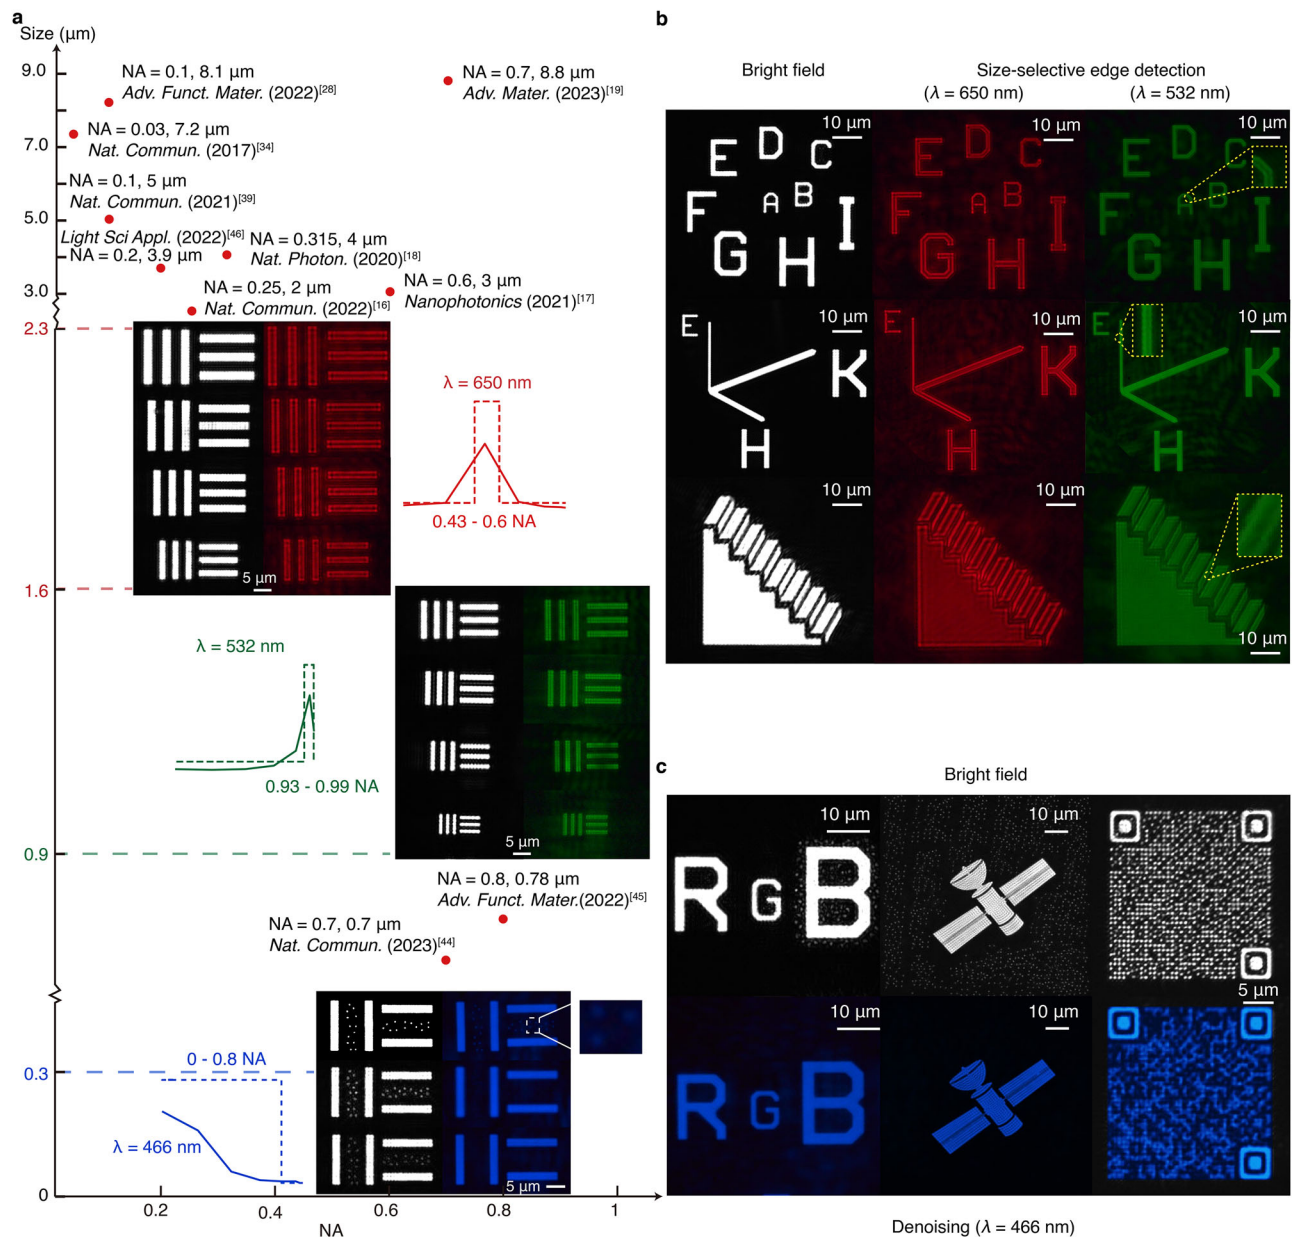 a
Size (μm)
9.0
7.0
5.0
3.0
2.3
1.6
0.9
0.3
0
0.2
0.4
0.6
0.8
1
NA
NA = 0.1, 8.1 μm
Adv. Funct. Mater. (2022)[28]
NA = 0.7, 8.8 μm
Adv. Mater. (2023)[19]
NA = 0.03, 7.2 μm
Nat. Commun. (2017)[34]
NA = 0.1, 5 μm
Nat. Commun. (2021)[39]
Light Sci Appl. (2022)[46]
NA = 0.2, 3.9 μm
NA = 0.315, 4 μm
Nat. Photon. (2020)[18]
NA = 0.25, 2 μm
Nat. Commun. (2022)[16]
NA = 0.6, 3 μm
Nanophotonics (2021)[17]
λ = 650 nm
0.43 - 0.6 NA
5 μm
λ = 532 nm
0.93 - 0.99 NA
5 μm
NA = 0.8, 0.78 μm
Adv. Funct. Mater.(2022)[45]
NA = 0.7, 0.7 μm
Nat. Commun. (2023)[44]
0 - 0.8 NA
λ = 466 nm
5 μm
b
Bright field
Size-selective edge detection
(λ = 650 nm)
(λ = 532 nm)
10 μm
10 μm
10 μm
E D C
F A B I
G H
E D C
F A B I
G H
E D C
F A B I
G H
10 μm
10 μm
10 μm
E K
H
E K
H
E K
H
10 μm
10 μm
10 μm
c
Bright field
10 μm
10 μm
R G B
5 μm
10 μm
10 μm
R G B
Denoising (λ = 466 nm)